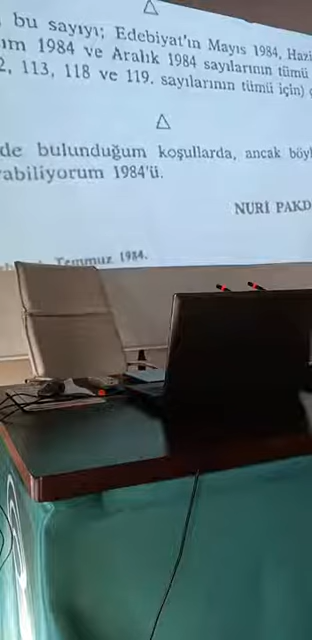 bu sayıyı; Edebiyat'ın Mayıs 1984, Hazi
ım 1984 ve Aralık 1984 sayılarının tümü
2, 113, 118 ve 119. sayılarının tümü için)
de bulunduğum koşullarda, ancak böyl
abiliyorum 1984'ü.
NURİ PAKD
Temmuz 1984.